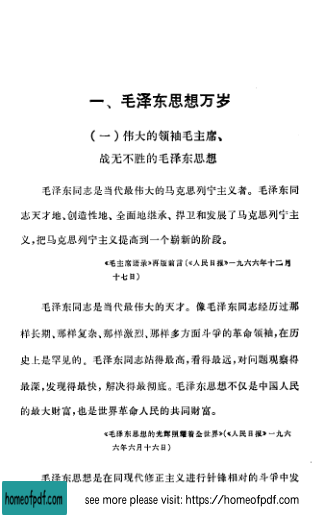 一、毛泽东思想万岁
(一)伟大的领袖毛主席、
战无不胜的毛泽东思想
毛泽东同志是当代最伟大的马克思列宁主义者。毛泽东同
志天才地、创造性地、全面地继承、捍卫和发展了马克思列宁主
义,把马克思列宁主义提高到一个崭新的阶段。
《毛主席语录》再版前言(《人民日报》一九六六年十二月
十七日)
毛泽东同志是当代最伟大的天才。像毛泽东同志经历过那
样长期、那样复杂、那样激烈、那样多方面斗争的革命领袖,在历
史上是罕见的。毛泽东同志站得最高,看得最远,对问题观察得
最深,发现得最快,解决得最彻底。毛泽东思想不仅是中国人民
的最大财富,也是世界革命人民的共同财富。
《毛泽东思想的光辉照耀着全世界》(《人民日报》一九六
六年六月十六日)
毛泽东思想是在同现代修正主义进行针锋相对的斗争中发
homeofpdf.com
see more please visit: https://homeofpdf.com